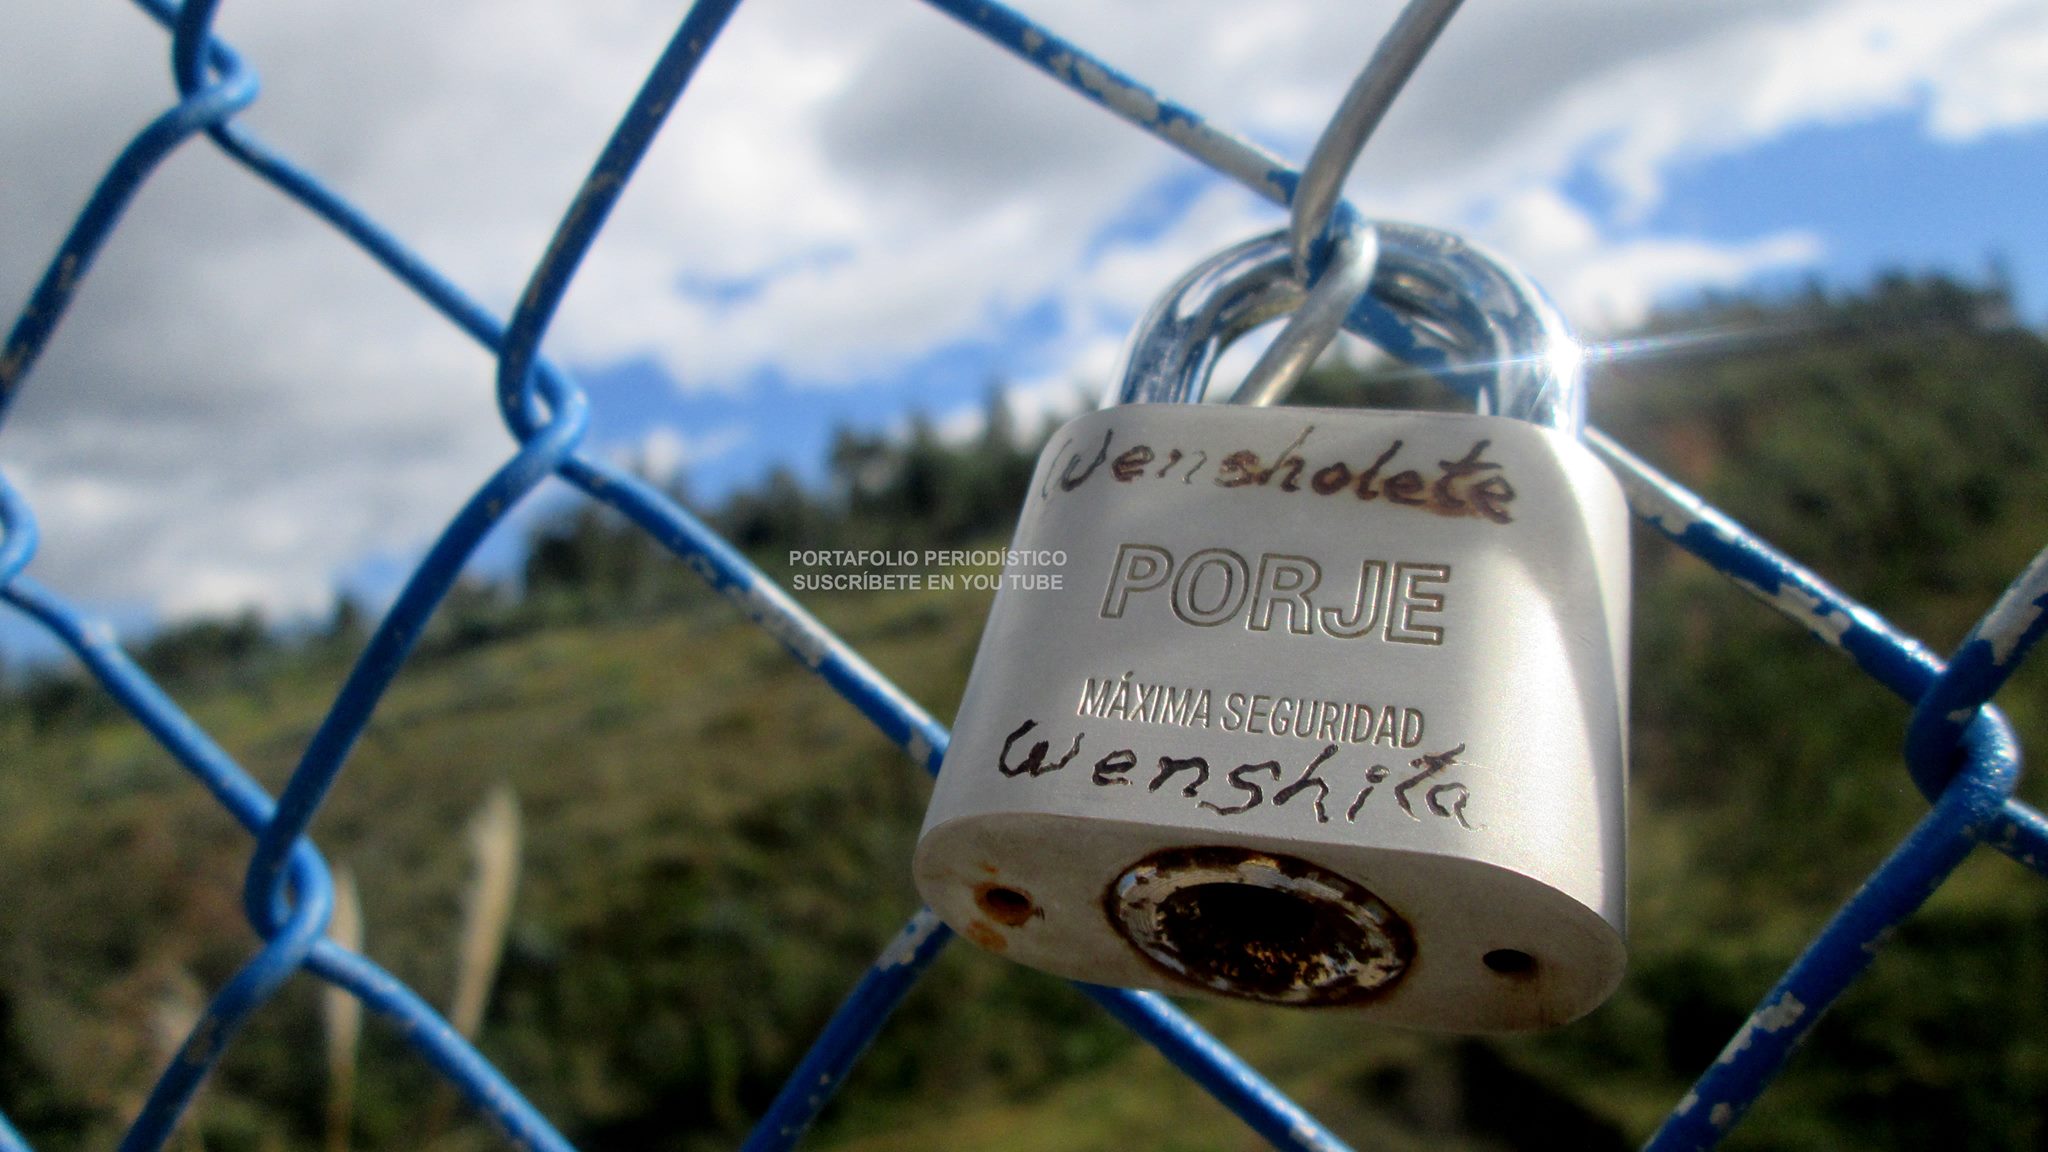 Wensholete
PORTAFOLIO PERIODÍSTICO
SUSCRÍBETE EN YOU TUBE
PORJE
MÁXIMA SEGURIDAD
Wenshita